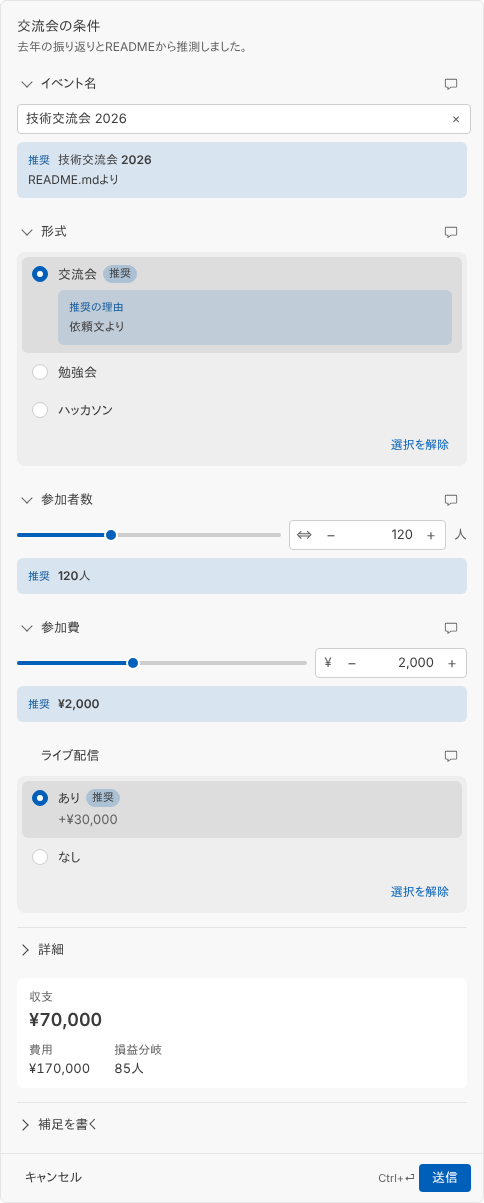 交流会の条件
去年の振り返りとREADMEから推測しました。
イベント名
技術交流会 2026 ×
推奨 技術交流会 2026
README.mdより
形式
交流会 推奨
推奨の理由
依頼文より
勉強会
ハッカソン
選択を解除
参加者数
⇔ − 120 + 人
推奨 120人
参加費
¥ − 2,000 +
推奨 ¥2,000
ライブ配信
あり 推奨
+¥30,000
なし
選択を解除
詳細
収支
¥70,000
費用 損益分岐
¥170,000 85人
補足を書く
キャンセル Ctrl+⏎ 送信